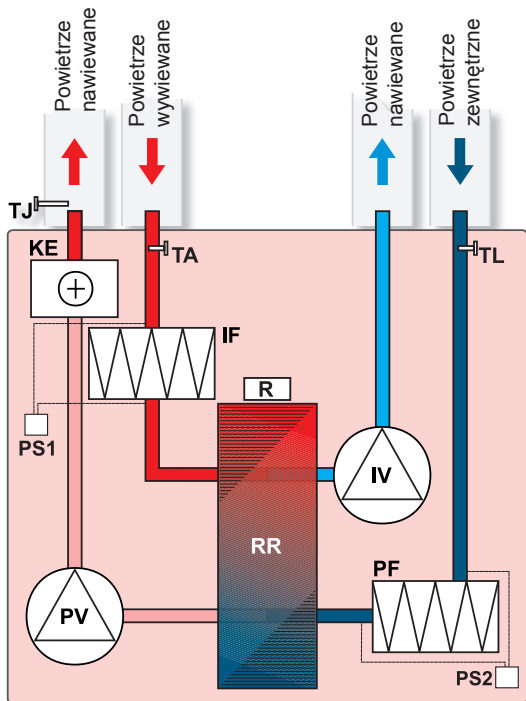 Powietrze
nawiewane
Powietrze
wywiewane
Powietrze
nawiewane
Powietrze
zewnętrzne
TJ
KE
TA
TL
IF
R
PS1
IV
RR
PF
PV
PS2